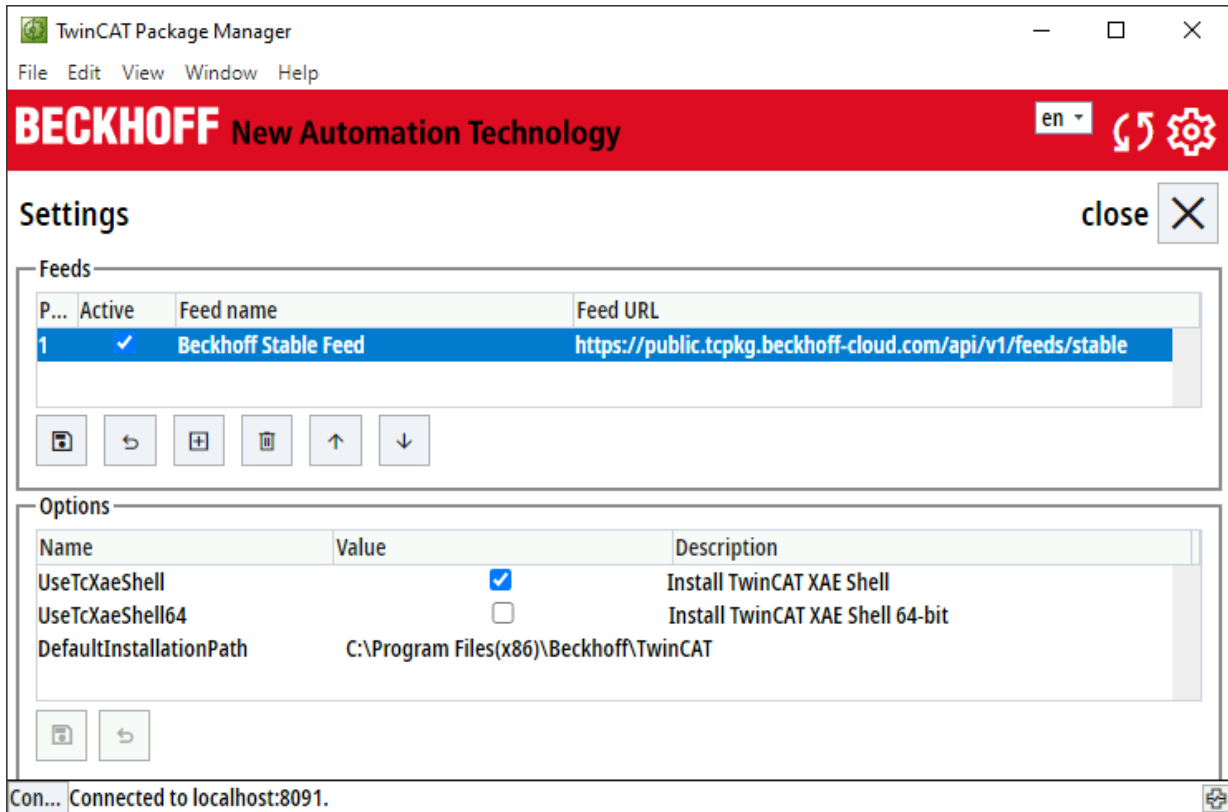 TwinCAT Package Manager
File Edit View Window Help
BECKHOFF New Automation Technology
en
Settings
close
Feeds
P... Active Feed name Feed URL
1 Beckhoff Stable Feed https://public.tcpkg.beckhoff-cloud.com/api/v1/feeds/stable
Options
Name Value Description
UseTcXaeShell Install TwinCAT XAE Shell
UseTcXaeShell64 Install TwinCAT XAE Shell 64-bit
DefaultInstallationPath C:\Program Files(x86)\Beckhoff\TwinCAT
Con... Connected to localhost:8091.